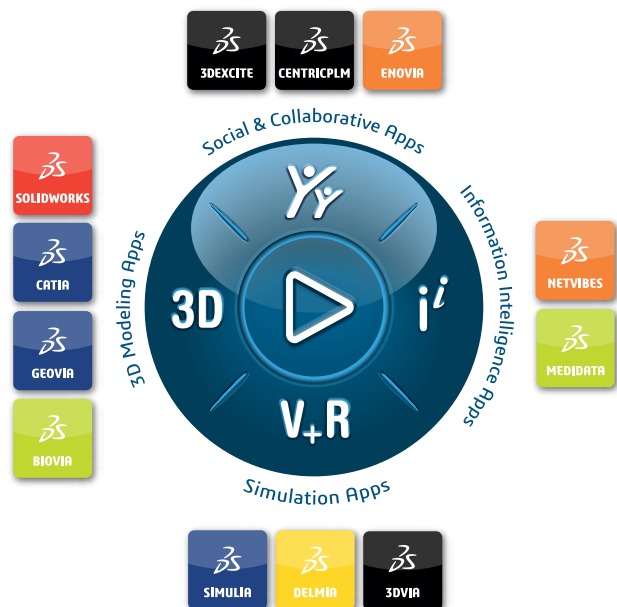 3DEXCITE
CENTRICPLM
ENOVIA
Social & Collaborative Apps
SOLIDWORKS
CATIA
GEOVIA
BIOVIA
3D Modeling Apps
3D
i i
V+R
Information Intelligence Apps
NETVIBES
MEDIDATA
Simulation Apps
SIMULIA
DELMIA
3DVIA